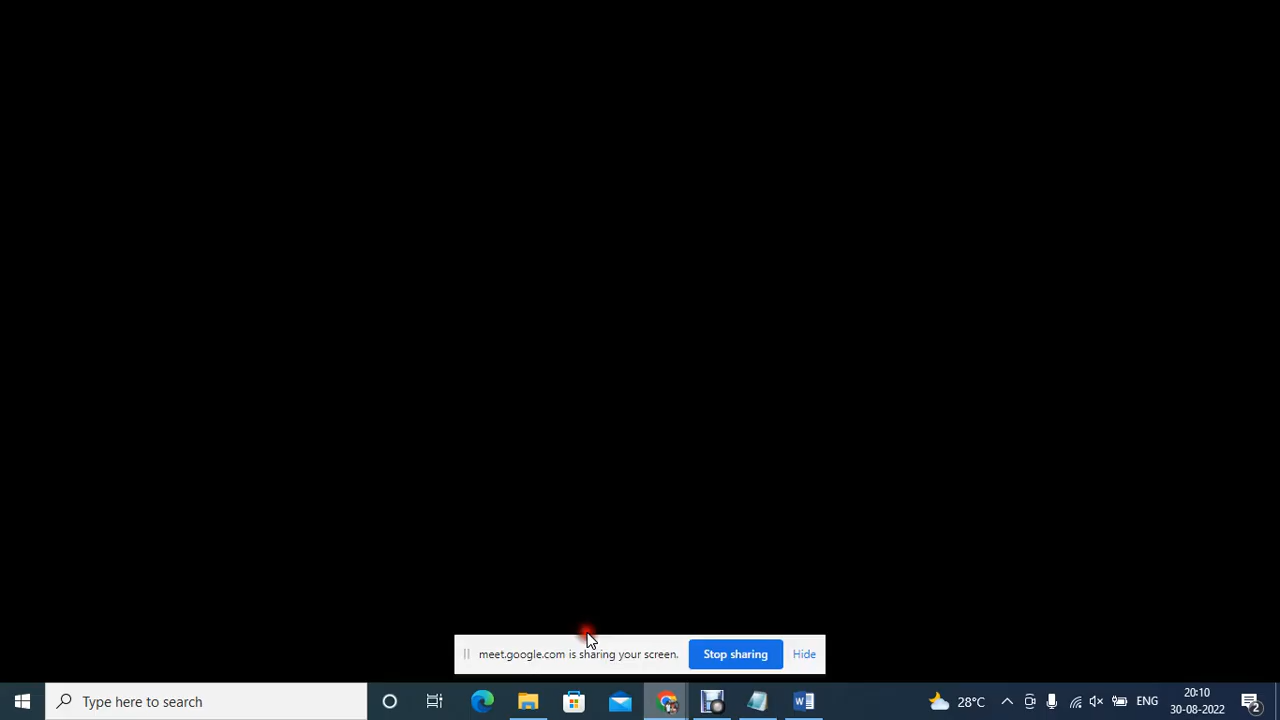 meet.google.com is sharing your screen. Stop sharing Hide
Type here to search
28°C
ENG
20:10
30-08-2022
2